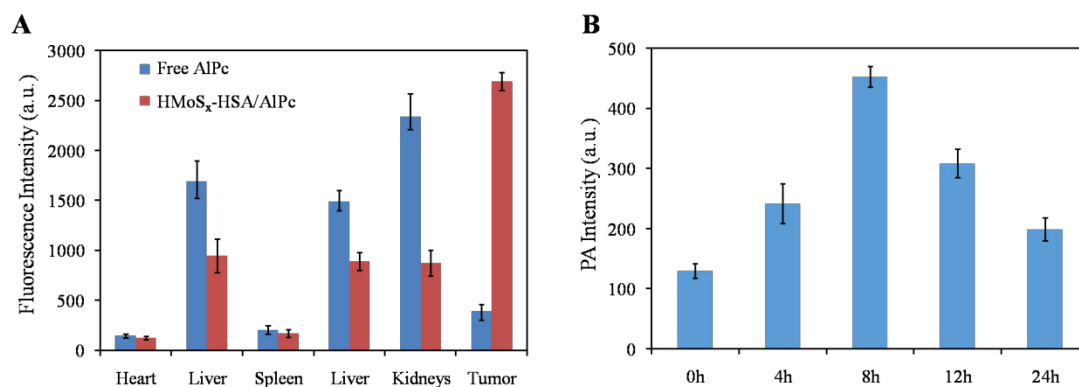 A
Fluorescence Intensity (a.u.)
3000
2500
2000
1500
1000
500
0
Free AlPc
HMoSx-HSA/AlPc
Heart Liver Spleen Liver Kidneys Tumor
B
PA Intensity (a.u.)
500
400
300
200
100
0
0h 4h 8h 12h 24h